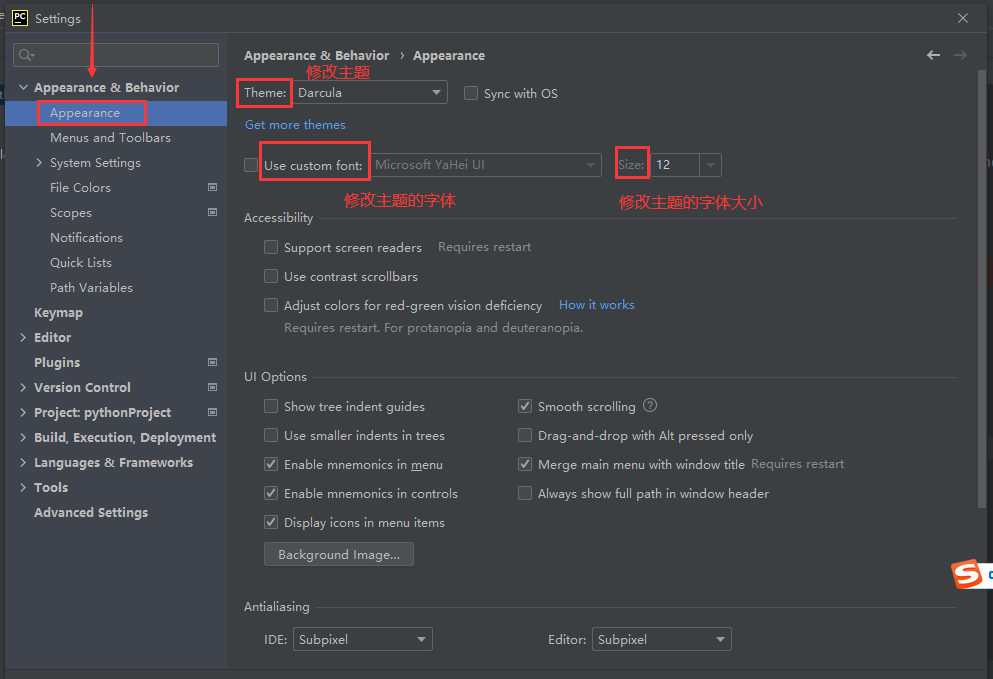 PC Settings
Appearance & Behavior
Appearance
Menus and Toolbars
System Settings
File Colors
Scopes
Notifications
Quick Lists
Path Variables
Keymap
Editor
Plugins
Version Control
Project: pythonProject
Build, Execution, Deployment
Languages & Frameworks
Tools
Advanced Settings
Appearance & Behavior › Appearance
修改主题
Theme: Darcula Sync with OS
Get more themes
Use custom font: Microsoft YaHei UI Size: 12
修改主题的字体 修改主题的字体大小
Accessibility
Support screen readers Requires restart
Use contrast scrollbars
Adjust colors for red-green vision deficiency How it works
Requires restart. For protanopia and deuteranopia.
UI Options
Show tree indent guides Smooth scrolling ?
Use smaller indents in trees Drag-and-drop with Alt pressed only
Enable mnemonics in menu Merge main menu with window title Requires restart
Enable mnemonics in controls Always show full path in window header
Display icons in menu items
Background Image...
Antialiasing
IDE: Subpixel Editor: Subpixel